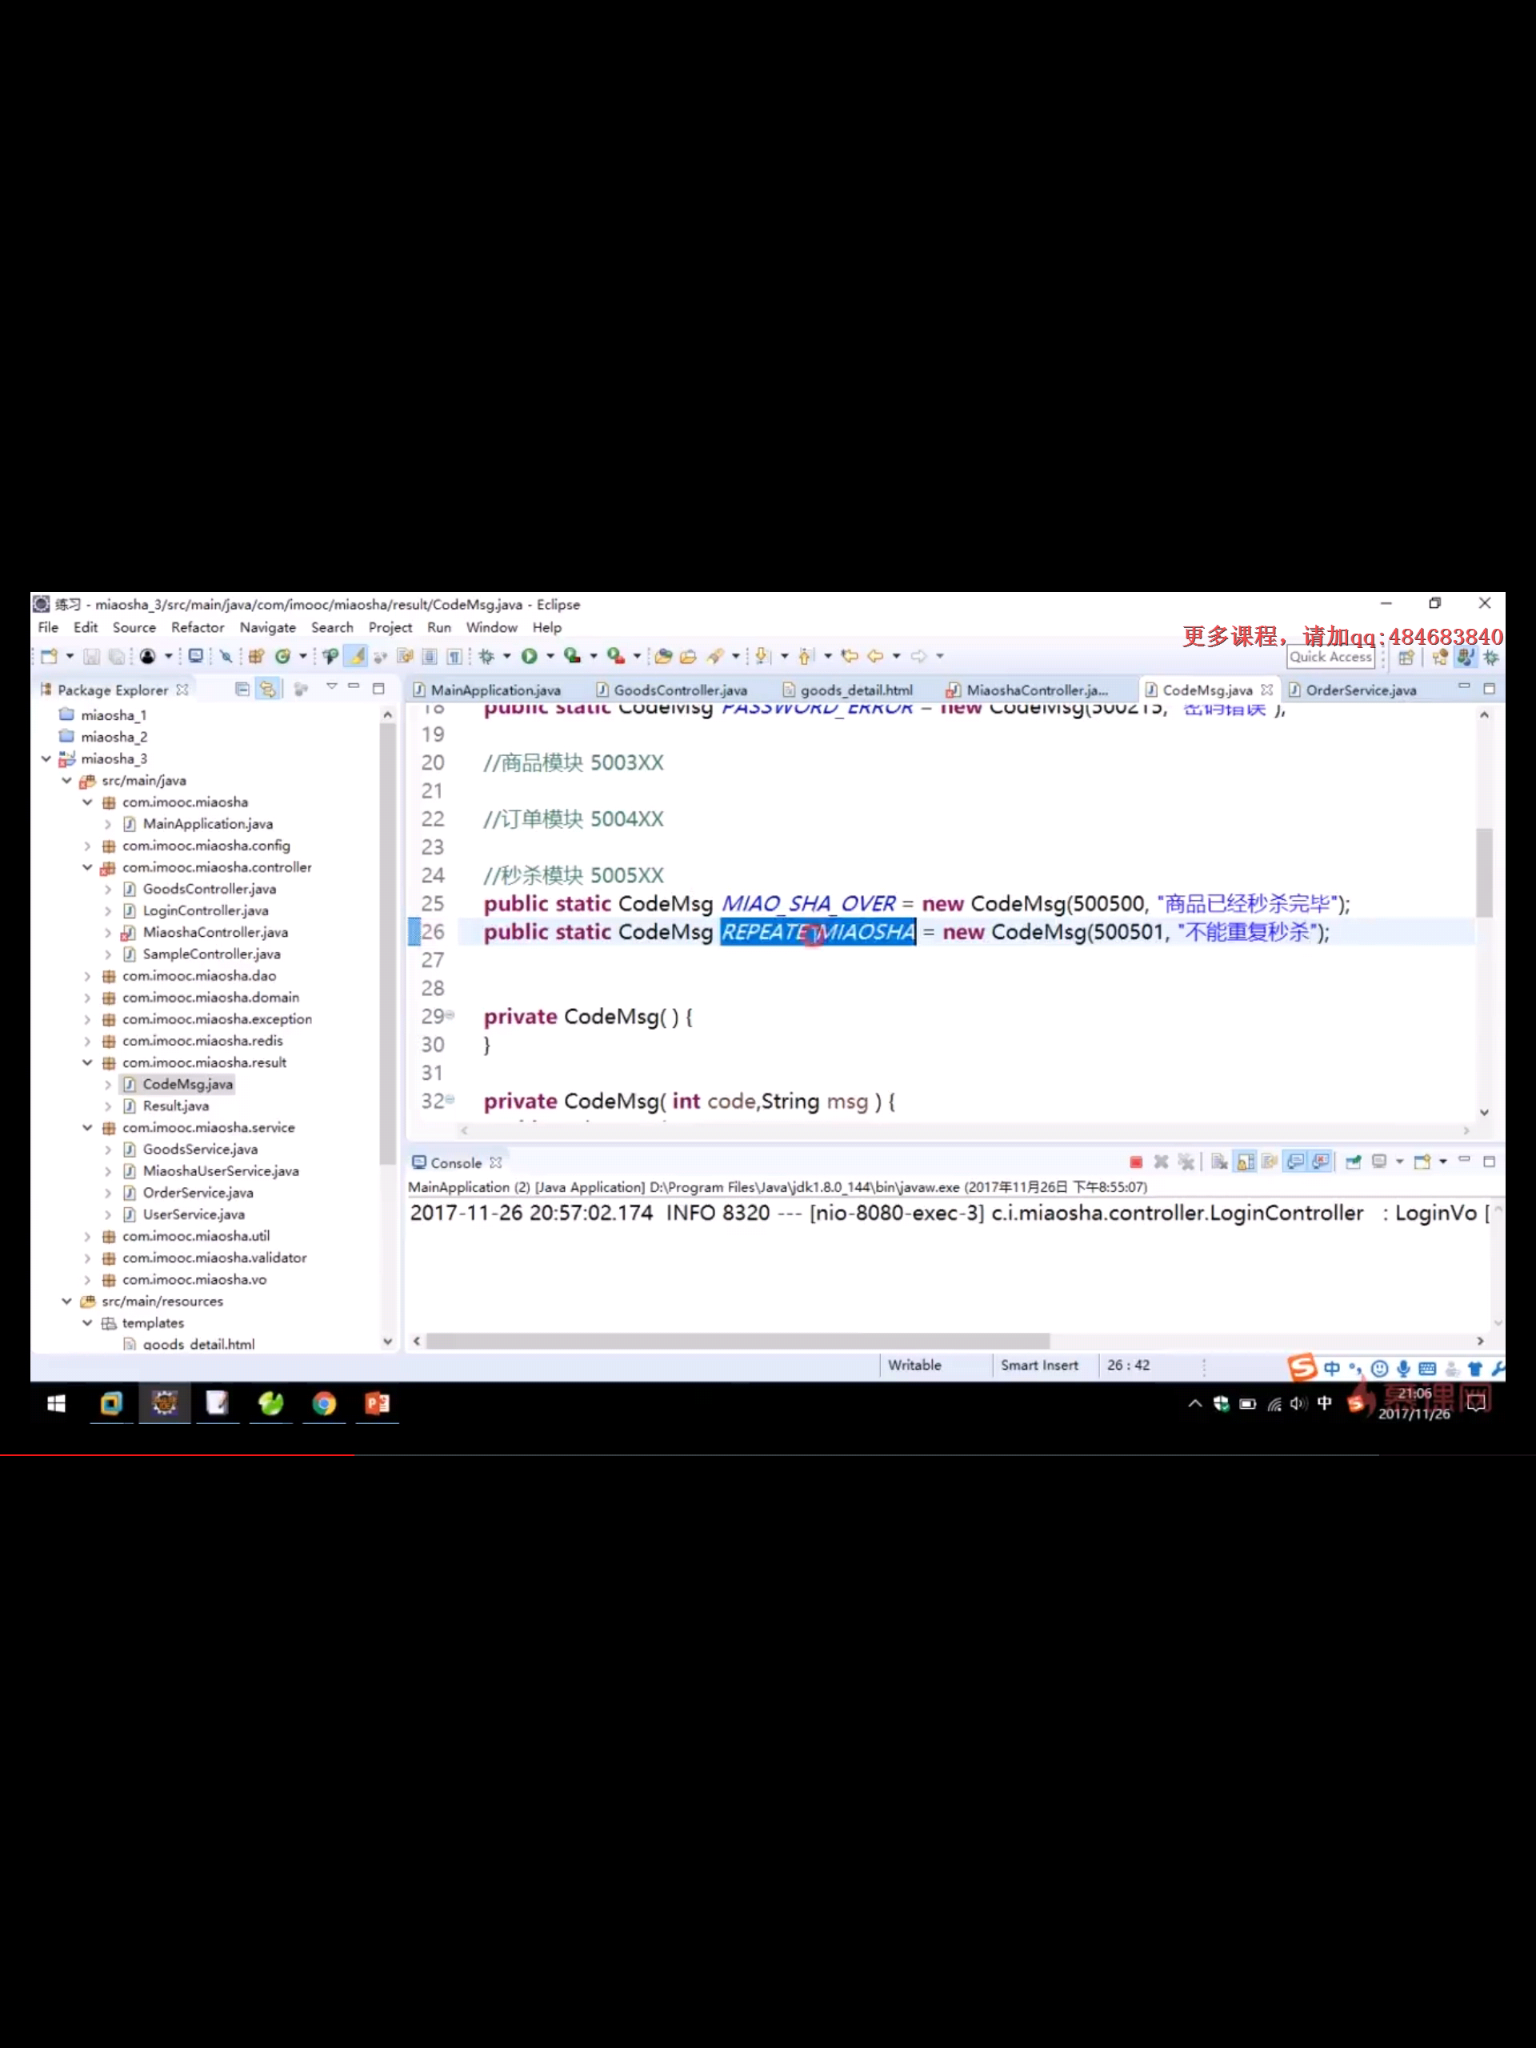 练习 - miaosha_3/src/main/java/com/imooc/miaosha/result/CodeMsg.java - Eclipse
File Edit Source Refactor Navigate Search Project Run Window Help
更多课程，请加qq:484683840
Quick Access
Package Explorer
miaosha_1
miaosha_2
miaosha_3
src/main/java
com.imooc.miaosha
MainApplication.java
com.imooc.miaosha.config
com.imooc.miaosha.controller
GoodsController.java
LoginController.java
MiaoshaController.java
SampleController.java
com.imooc.miaosha.dao
com.imooc.miaosha.domain
com.imooc.miaosha.exception
com.imooc.miaosha.redis
com.imooc.miaosha.result
CodeMsg.java
Result.java
com.imooc.miaosha.service
GoodsService.java
MiaoshaUserService.java
OrderService.java
UserService.java
com.imooc.miaosha.util
com.imooc.miaosha.validator
com.imooc.miaosha.vo
src/main/resources
templates
goods_detail.html
MainApplication.java GoodsController.java goods_detail.html MiaoshaController.ja... CodeMsg.java OrderService.java
18 public static CodeMsg PASSWORD_ERROR = new CodeMsg(500215, "密码错误");
19
20 //商品模块 5003XX
21
22 //订单模块 5004XX
23
24 //秒杀模块 5005XX
25 public static CodeMsg MIAO_SHA_OVER = new CodeMsg(500500, "商品已经秒杀完毕");
26 public static CodeMsg REPEATE_MIAOSHA = new CodeMsg(500501, "不能重复秒杀");
27
28
29 private CodeMsg( ) {
30 }
31
32 private CodeMsg( int code,String msg ) {
Console
MainApplication (2) [Java Application] D:\Program Files\Java\jdk1.8.0_144\bin\javaw.exe (2017年11月26日 下午8:55:07)
2017-11-26 20:57:02.174 INFO 8320 --- [nio-8080-exec-3] c.i.miaosha.controller.LoginController : LoginVo [
Writable Smart Insert 26 : 42
中
中
21:06
2017/11/26
慕课网